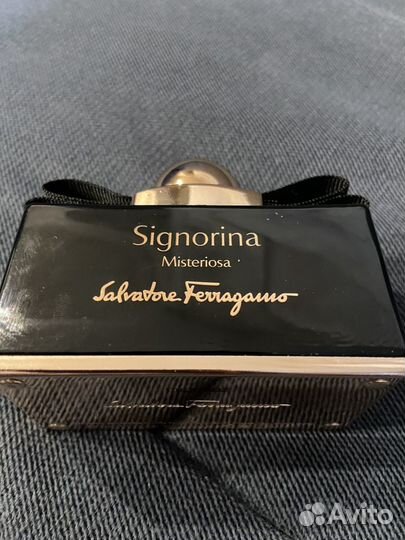 Signorina
Misteriosa
Salvatore Ferragamo
Salvatore Ferragamo
Avito